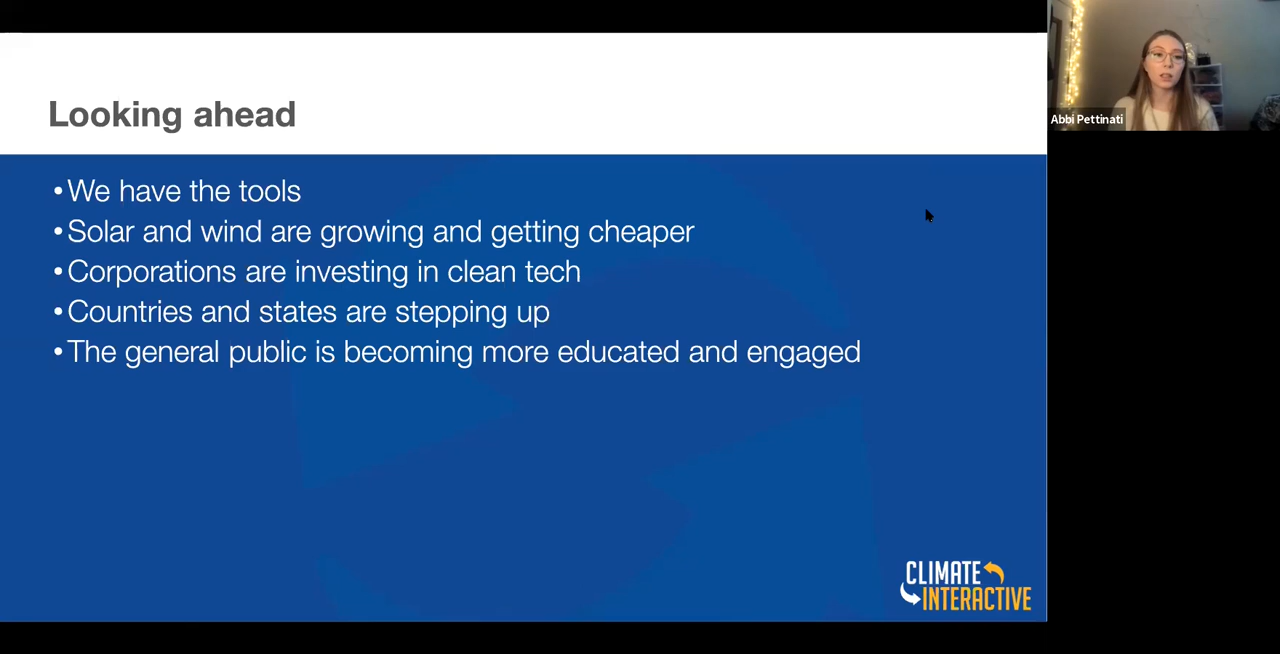 Looking ahead
•We have the tools
•Solar and wind are growing and getting cheaper
•Corporations are investing in clean tech
•Countries and states are stepping up
•The general public is becoming more educated and engaged
CLIMATE
INTERACTIVE
Abbi Pettinati